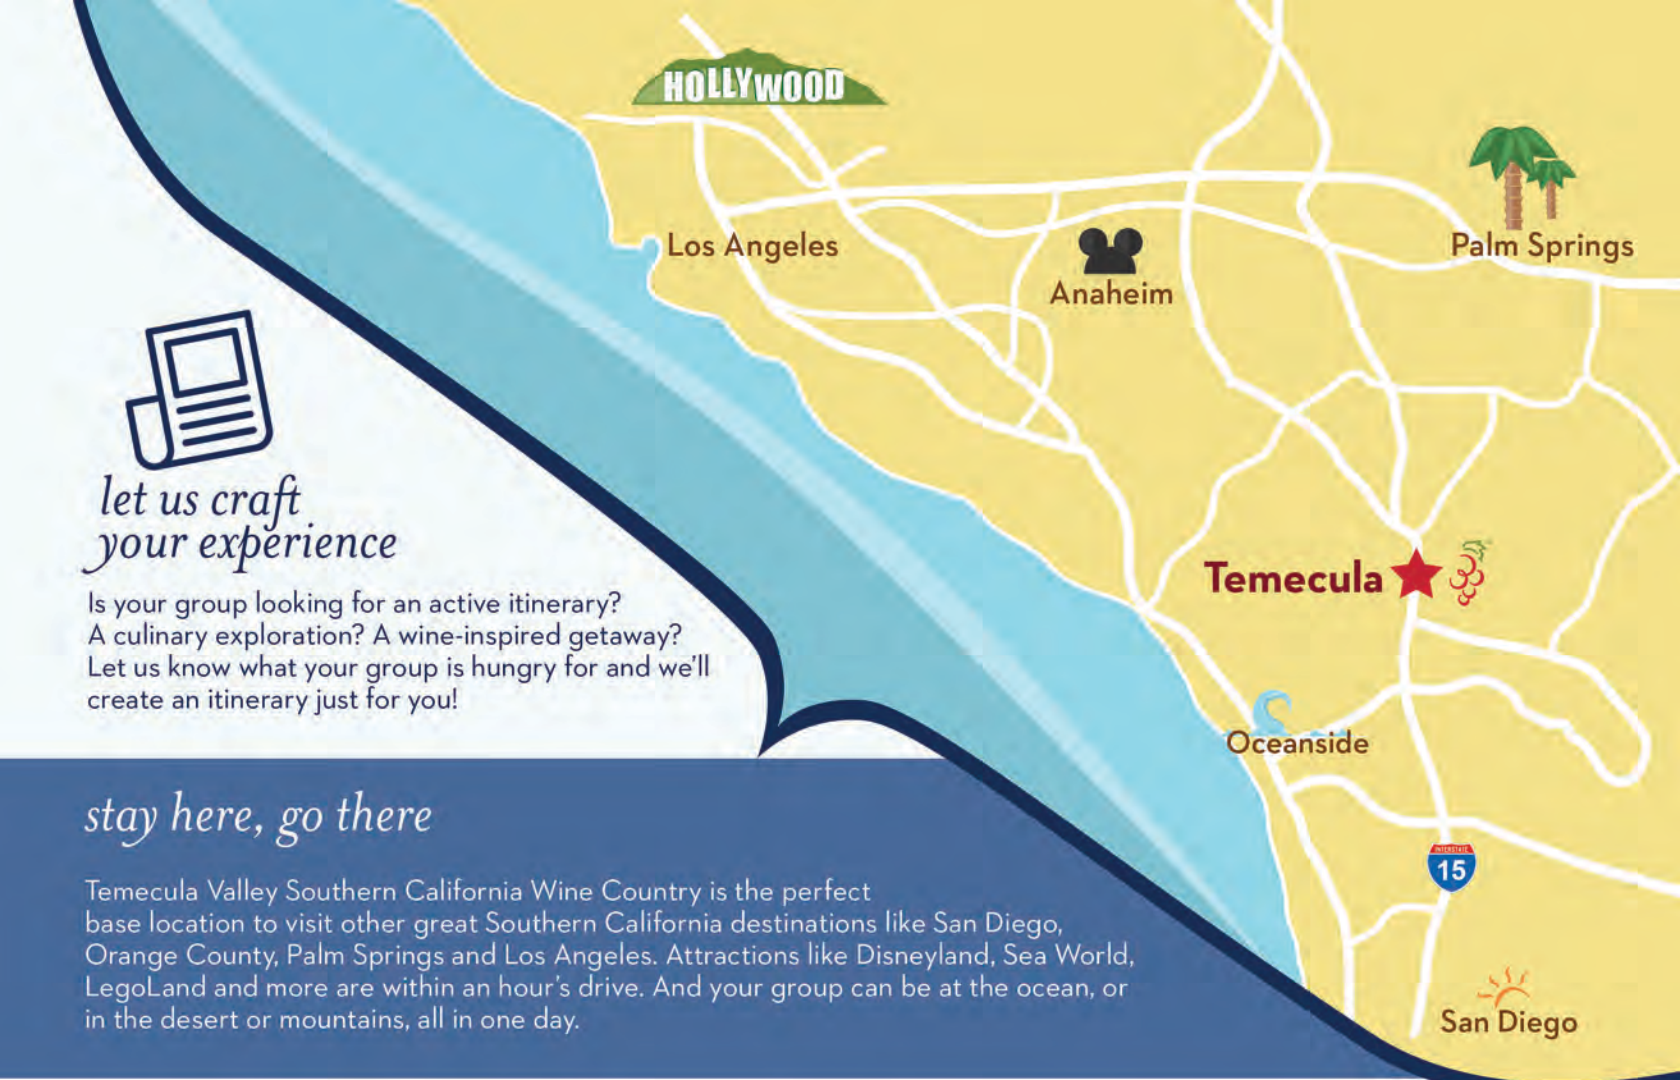 HOLLYWOOD
Los Angeles
Palm Springs
Anaheim
let us craft
your experience
Is your group looking for an active itinerary?
A culinary exploration? A wine-inspired getaway?
Let us know what your group is hungry for and we'll
create an itinerary just for you!
Temecula
Oceanside
INTERSTATE
15
San Diego
stay here, go there
Temecula Valley Southern California Wine Country is the perfect
base location to visit other great Southern California destinations like San Diego,
Orange County, Palm Springs and Los Angeles. Attractions like Disneyland, Sea World,
LegoLand and more are within an hour's drive. And your group can be at the ocean, or
in the desert or mountains, all in one day.